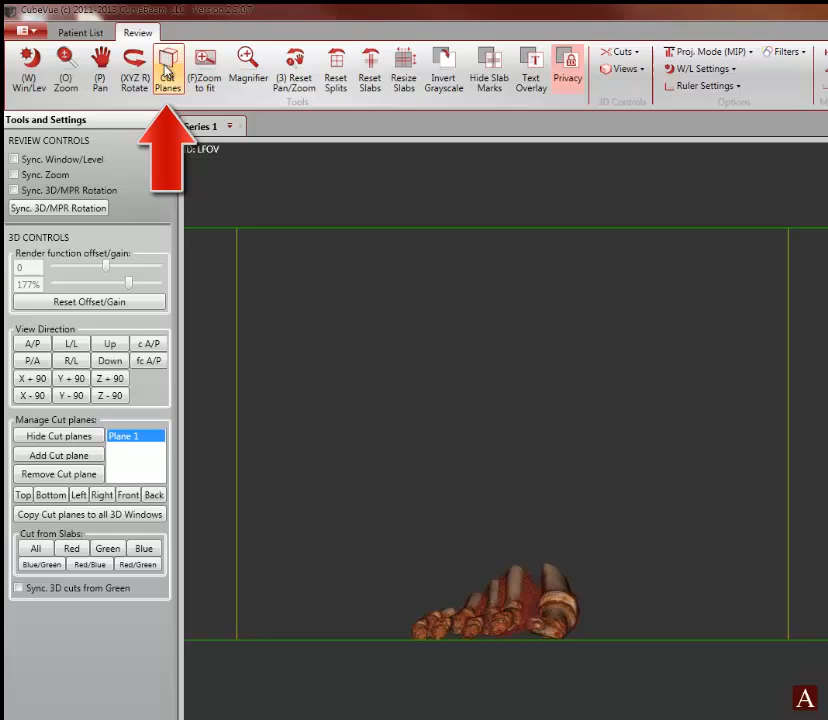 CubeVue (c) 2011-2013 CurveBeam, LLC Version 2.3.0.7
Patient List Review
(W) Win/Lev (O) Zoom (P) Pan (XYZ R) Rotate Cut Planes (F)Zoom to fit Magnifier (3) Reset Pan/Zoom Reset Splits Reset Slabs Resize Slabs Invert Grayscale Hide Slab Marks Text Overlay Privacy
Cuts Proj. Mode (MIP) Filters
Views W/L Settings
Ruler Settings
Tools 3D Controls Options
Tools and Settings
Series 1
REVIEW CONTROLS
D: LFOV
Sync. Window/Level
Sync. Zoom
Sync. 3D/MPR Rotation
Sync. 3D/MPR Rotation
3D CONTROLS
Render function offset/gain:
0
177%
Reset Offset/Gain
View Direction
A/P L/L Up c A/P
P/A R/L Down fc A/P
X + 90 Y + 90 Z + 90
X - 90 Y - 90 Z - 90
Manage Cut planes:
Hide Cut planes Plane 1
Add Cut plane
Remove Cut plane
Top Bottom Left Right Front Back
Copy Cut planes to all 3D Windows
Cut from Slabs:
All Red Green Blue
Blue/Green Red/Blue Red/Green
Sync. 3D cuts from Green
A